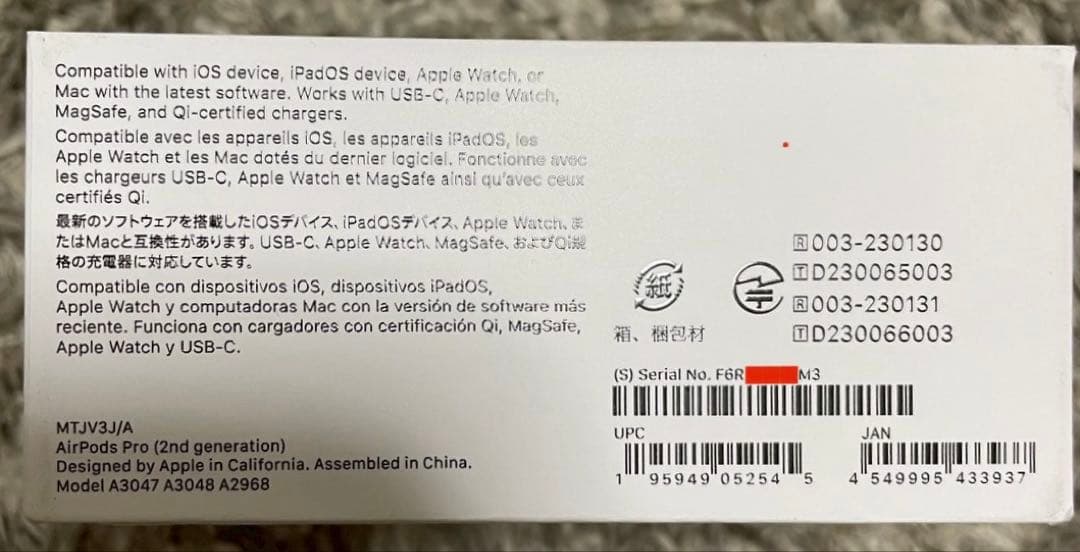 Compatible with iOS device, iPadOS device, Apple Watch, or
Mac with the latest software. Works with USB-C, Apple Watch,
MagSafe, and Qi-certified chargers.
Compatible avec les appareils iOS, les appareils iPadOS, les
Apple Watch et les Mac dotés du dernier logiciel. Fonctionne avec
les chargeurs USB-C, Apple Watch et MagSafe ainsi qu'avec ceux
certifiés Qi.
最新のソフトウェアを搭載したiOSデバイス、iPadOSデバイス、Apple Watch、ま
たはMacと互換性があります。USB-C、Apple Watch、MagSafe、およびQi規
格の充電器に対応しています。
Compatible con dispositivos iOS, dispositivos iPadOS,
Apple Watch y computadoras Mac con la versión de software más
reciente. Funciona con cargadores con certificación Qi, MagSafe,
Apple Watch y USB-C.
MTJV3J/A
AirPods Pro (2nd generation)
Designed by Apple in California. Assembled in China.
Model A3047 A3048 A2968
紙
箱、梱包材
R 003-230130
T D230065003
R 003-230131
T D230066003
(S) Serial No. F6R M3
UPC
1 95949 05254 5
JAN
4 549995 433937